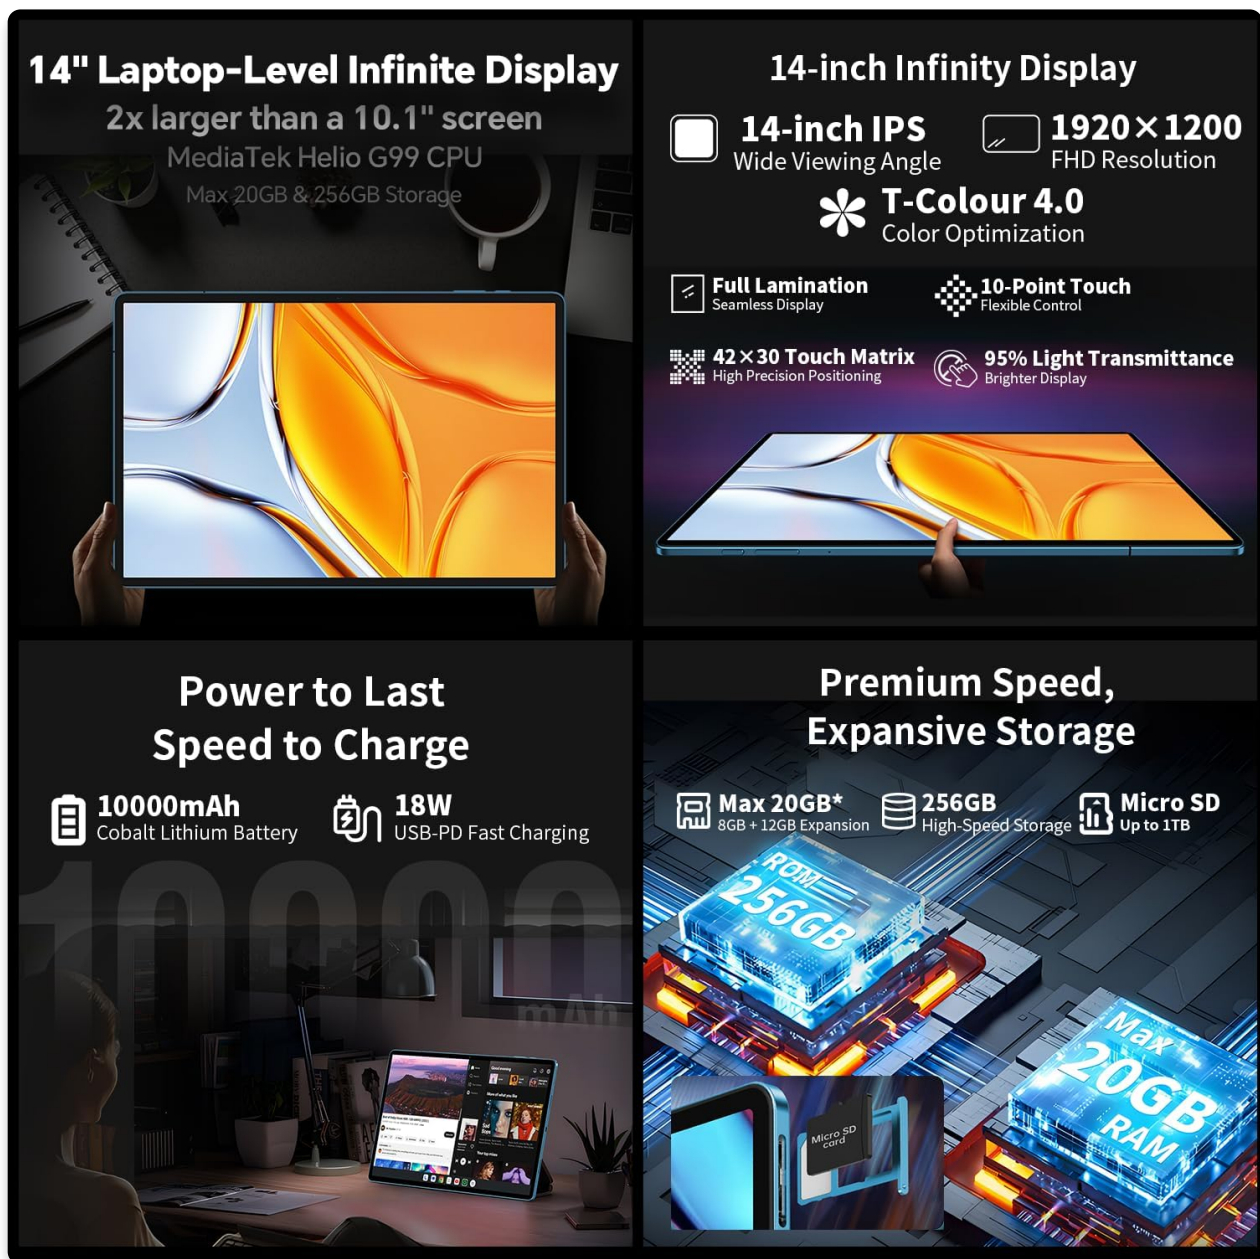 14" Laptop-Level Infinite Display
2x larger than a 10.1" screen
MediaTek Helio G99 CPU
Max 20GB & 256GB Storage
14-inch Infinity Display
14-inch IPS
Wide Viewing Angle
1920×1200
FHD Resolution
T-Colour 4.0
Color Optimization
Full Lamination
Seamless Display
10-Point Touch
Flexible Control
42×30 Touch Matrix
High Precision Positioning
95% Light Transmittance
Brighter Display
Power to Last
Speed to Charge
10000mAh
Cobalt Lithium Battery
18W
USB-PD Fast Charging
10000
mAh
Premium Speed,
Expansive Storage
Max 20GB*
8GB + 12GB Expansion
256GB
High-Speed Storage
Micro SD
Up to 1TB
ROM
256GB
Max
20GB
RAM
Micro SD
card